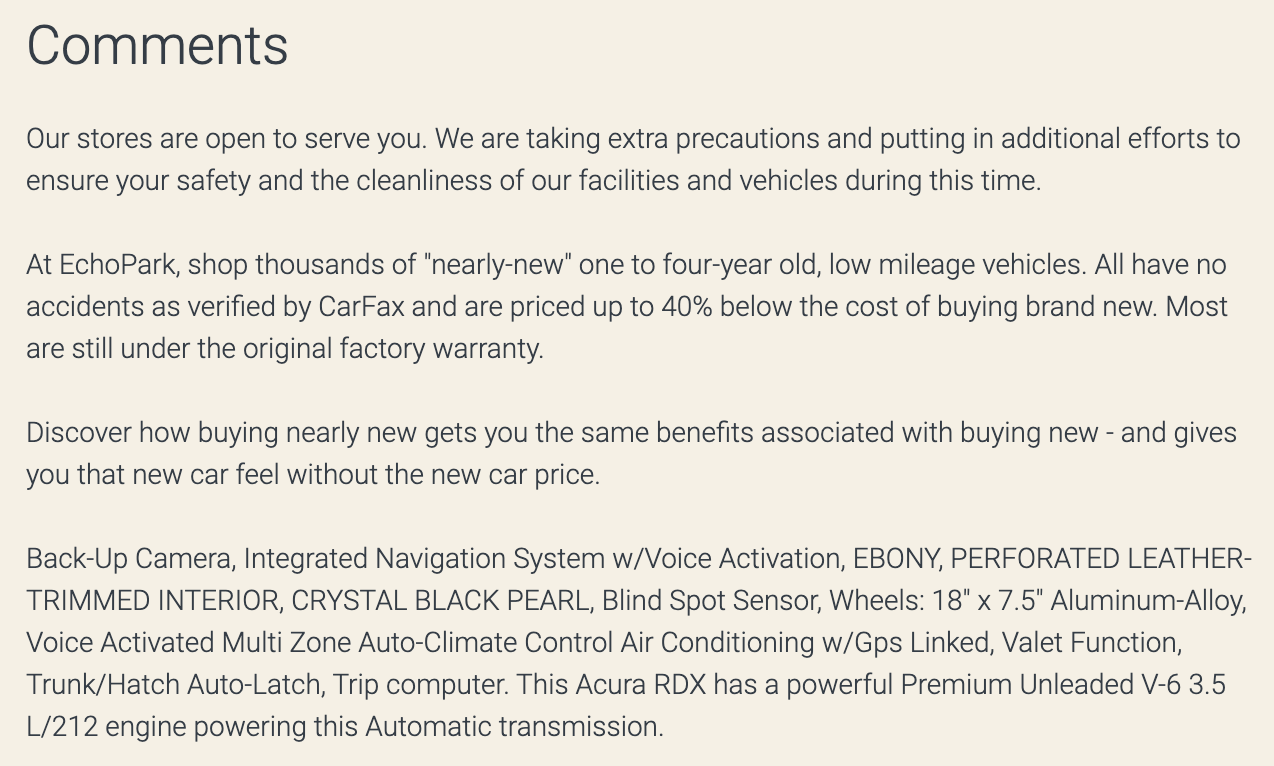 Comments
Our stores are open to serve you. We are taking extra precautions and putting in additional efforts to
ensure your safety and the cleanliness of our facilities and vehicles during this time.
At EchoPark, shop thousands of "nearly-new" one to four-year old, low mileage vehicles. All have no
accidents as verified by CarFax and are priced up to 40% below the cost of buying brand new. Most
are still under the original factory warranty.
Discover how buying nearly new gets you the same benefits associated with buying new - and gives
you that new car feel without the new car price.
Back-Up Camera, Integrated Navigation System w/Voice Activation, EBONY, PERFORATED LEATHER-
TRIMMED INTERIOR, CRYSTAL BLACK PEARL, Blind Spot Sensor, Wheels: 18" x 7.5" Aluminum-Alloy,
Voice Activated Multi Zone Auto-Climate Control Air Conditioning w/Gps Linked, Valet Function,
Trunk/Hatch Auto-Latch, Trip computer. This Acura RDX has a powerful Premium Unleaded V-6 3.5
L/212 engine powering this Automatic transmission.